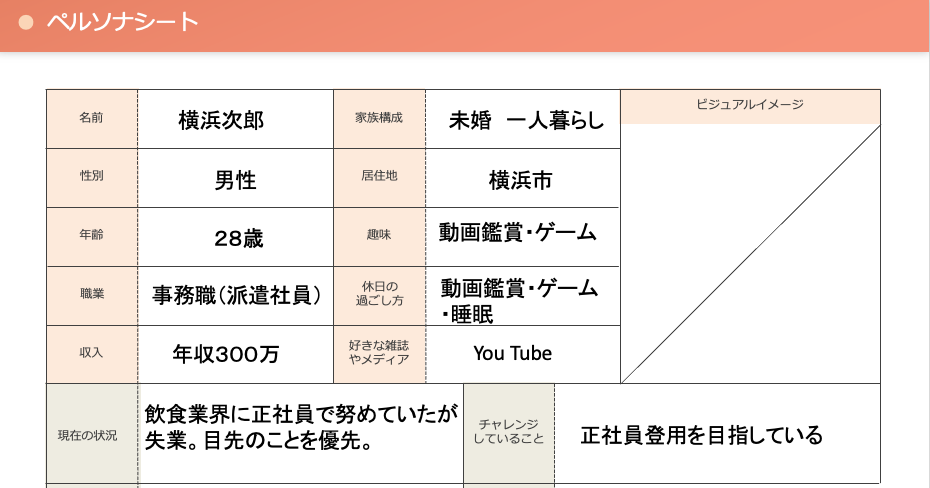 ペルソナシート
名前
横浜次郎
家族構成
未婚　一人暮らし
ビジュアルイメージ
性別
男性
居住地
横浜市
年齢
28歳
趣味
動画鑑賞・ゲーム
職業
事務職（派遣社員）
休日の
過ごし方
動画鑑賞・ゲーム
・睡眠
収入
年収300万
好きな雑誌
やメディア
You Tube
現在の状況
飲食業界に正社員で努めていたが
失業。目先のことを優先。
チャレンジ
していること
正社員登用を目指している